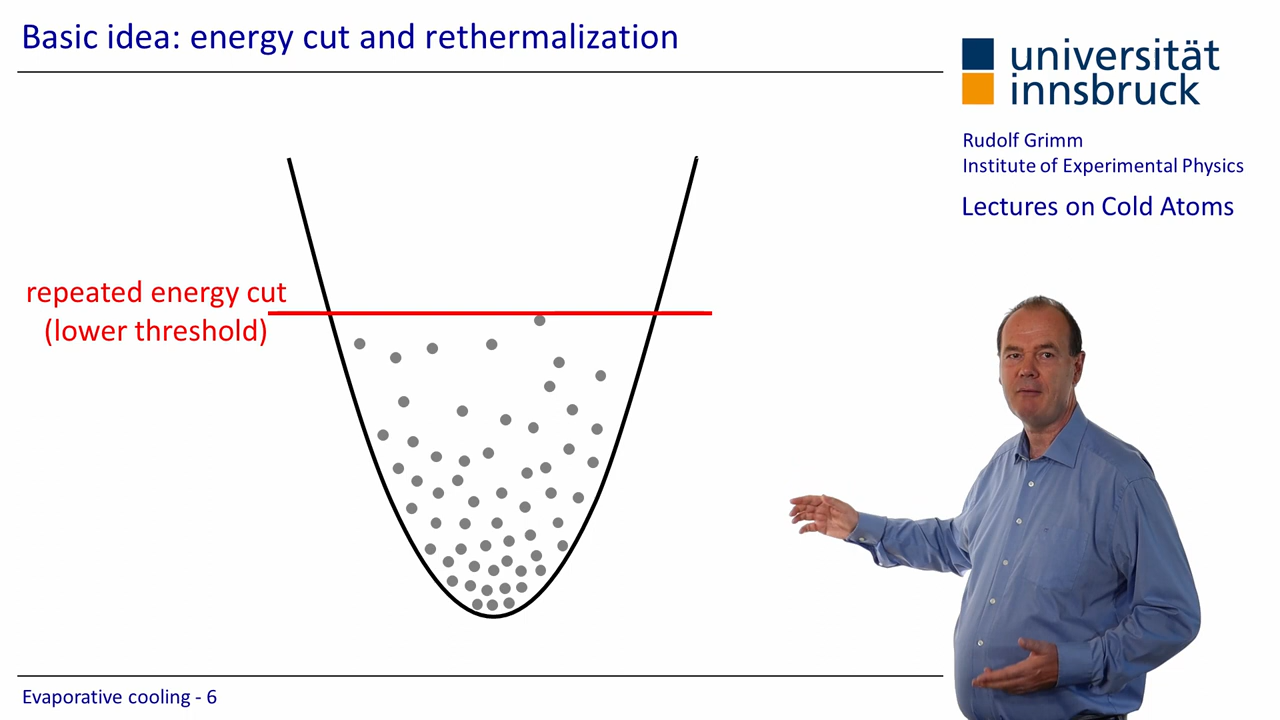 Basic idea: energy cut and rethermalization
universität
innsbruck
Rudolf Grimm
Institute of Experimental Physics
Lectures on Cold Atoms
repeated energy cut
(lower threshold)
Evaporative cooling - 6